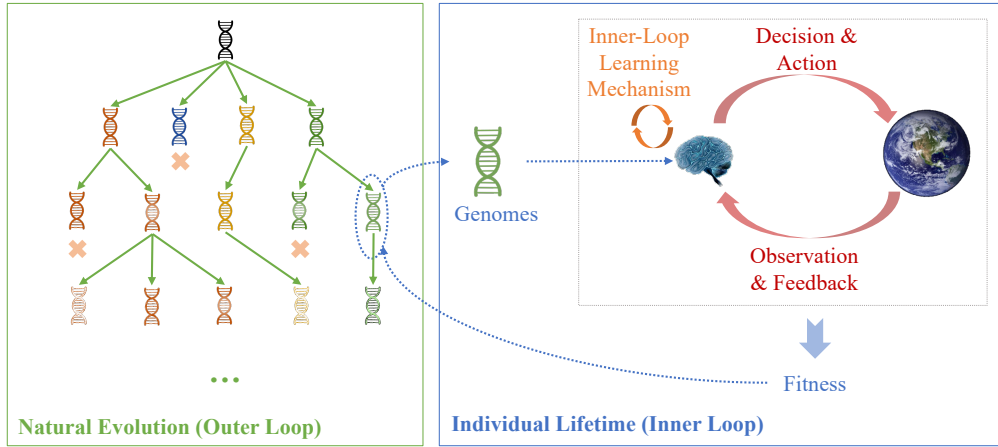 Inner-Loop
Learning
Mechanism
Decision &
Action
Genomes
Observation
& Feedback
Fitness
...
Natural Evolution (Outer Loop)
Individual Lifetime (Inner Loop)